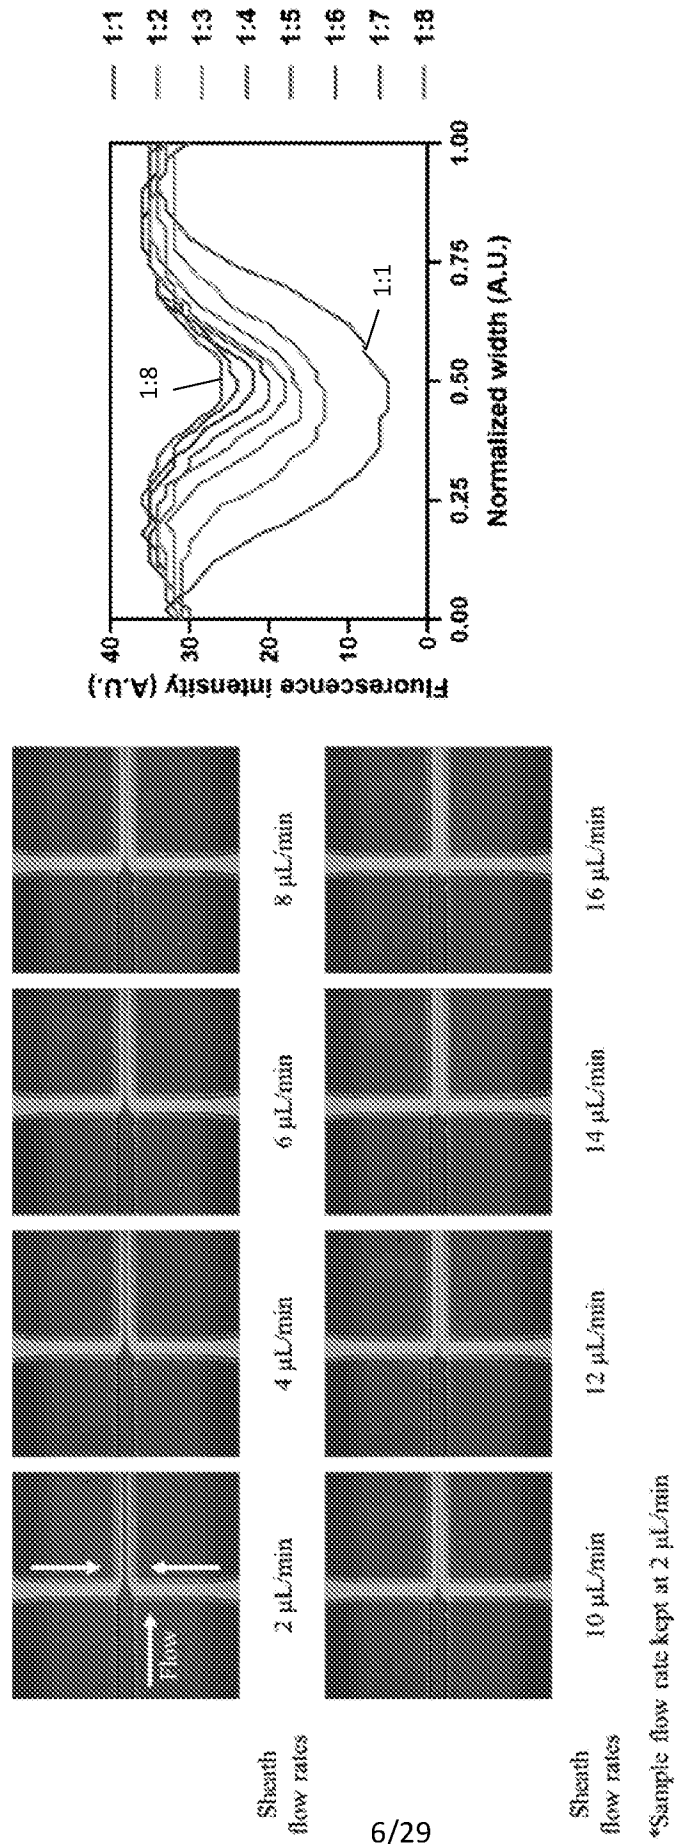 Flow
Sheath
flow rates
2 µL/min
4 µL/min
6 µL/min
8 µL/min
Sheath
flow rates
10 µL/min
12 µL/min
14 µL/min
16 µL/min
*Sample flow rate kept at 2 µL/min
Fluorescence intensity (A.U.)
40
30
20
10
0
0.00
0.25
0.50
0.75
1.00
Normalized width (A.U.)
1:8
1:1
1:1
1:2
1:3
1:4
1:5
1:6
1:7
1:8
6/29